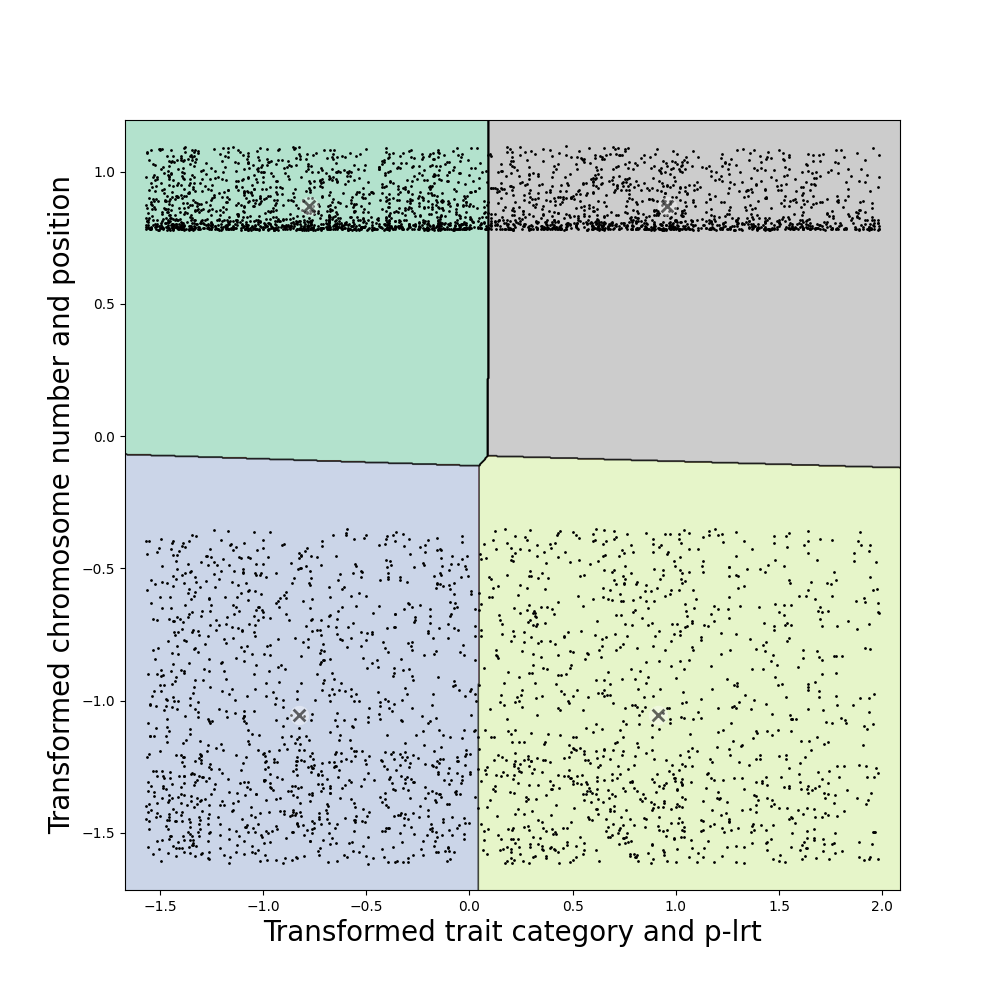 Transformed chromosome number and position
1.0
0.5
0.0
−0.5
−1.0
−1.5
−1.5 −1.0 −0.5 0.0 0.5 1.0 1.5 2.0
Transformed trait category and p-lrt